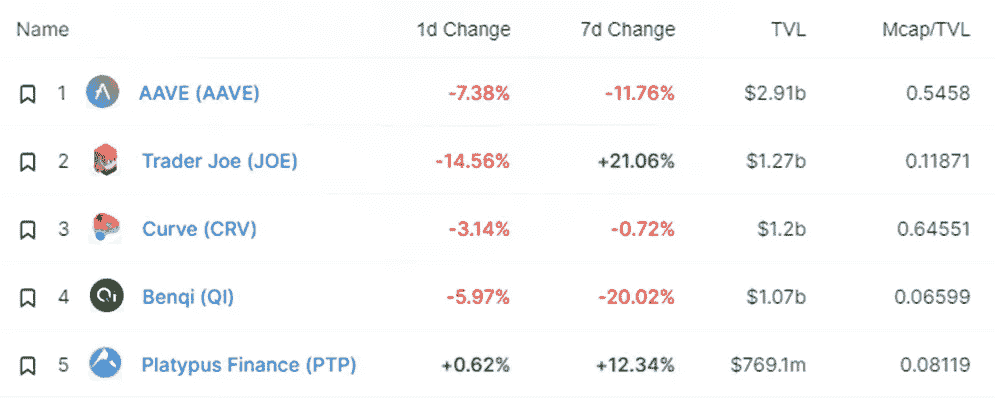 Name 1d Change 7d Change TVL Mcap/TVL
1 AAVE (AAVE) -7.38% -11.76% $2.91b 0.5458
2 Trader Joe (JOE) -14.56% +21.06% $1.27b 0.11871
3 Curve (CRV) -3.14% -0.72% $1.2b 0.64551
4 Benqi (QI) -5.97% -20.02% $1.07b 0.06599
5 Platypus Finance (PTP) +0.62% +12.34% $769.1m 0.08119